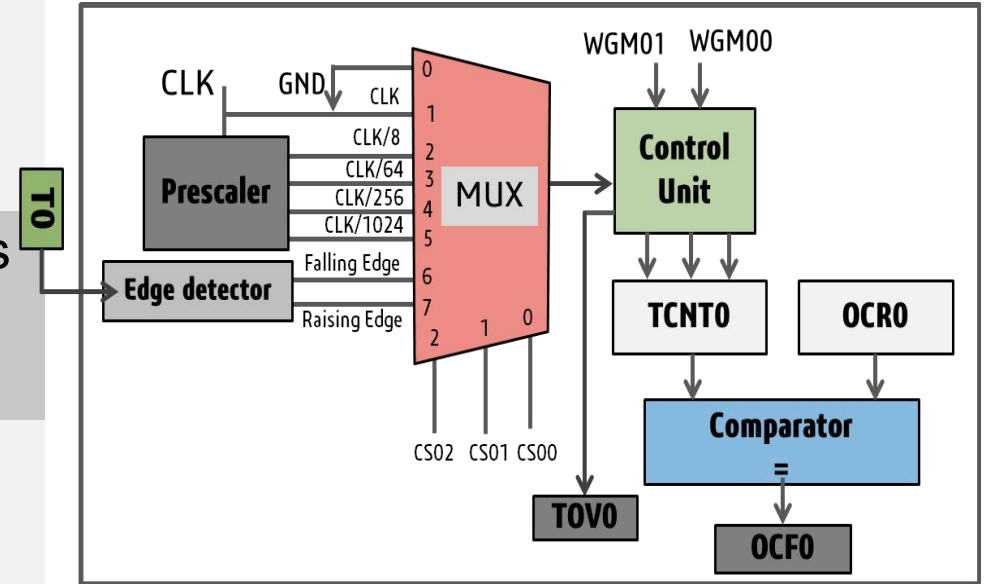 WGM01 WGM00
CLK
GND
CLK
CLK/8
CLK/64
CLK/256
CLK/1024
Falling Edge
Raising Edge
0
1
2
3
4
5
6
7
2 1 0
MUX
Prescaler
T0
s
Edge detector
CS02 CS01 CS00
Control
Unit
TCNT0
OCR0
Comparator
=
TOV0
OCF0